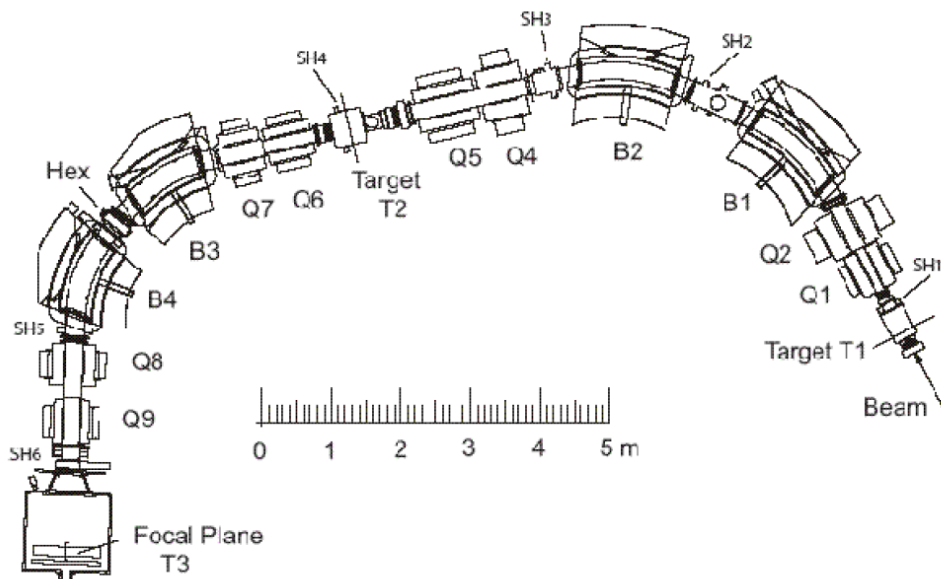 SH3
SH2
SH4
Q5
Q4
B2
Target
T2
Hex
Q7
Q6
B1
B3
Q2
SH1
B4
Q1
SH5
Target T1
Q8
Beam
Q9
0 1 2 3 4 5 m
SH6
Focal Plane
T3